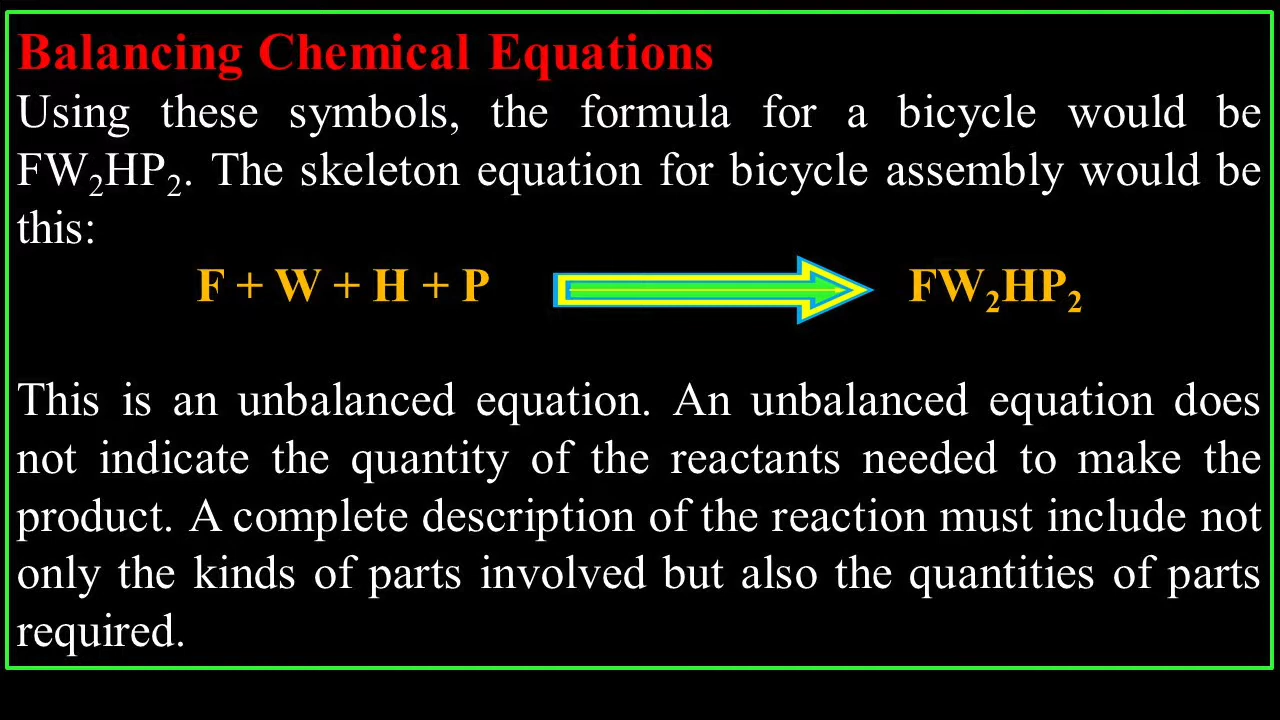 Balancing Chemical Equations
Using these symbols, the formula for a bicycle would be
FW₂HP₂. The skeleton equation for bicycle assembly would be
this:
F + W + H + P FW₂HP₂
This is an unbalanced equation. An unbalanced equation does
not indicate the quantity of the reactants needed to make the
product. A complete description of the reaction must include not
only the kinds of parts involved but also the quantities of parts
required.